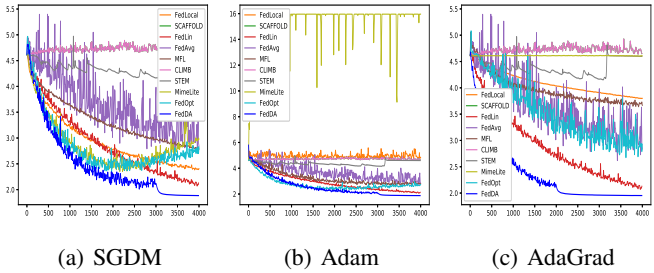 5.5
5.0
4.5
4.0
3.5
3.0
2.5
2.0
0 500 1000 1500 2000 2500 3000 3500 4000
FedLocal
SCAFFOLD
FedLin
FedAvg
MFL
CLIMB
STEM
MimeLite
FedOpt
FedDA
(a) SGDM
16
14
12
10
8
6
4
2
0 500 1000 1500 2000 2500 3000 3500 4000
FedLocal
SCAFFOLD
FedLin
FedAvg
MFL
CLIMB
STEM
MimeLite
FedOpt
FedDA
(b) Adam
5.5
5.0
4.5
4.0
3.5
3.0
2.5
2.0
0 500 1000 1500 2000 2500 3000 3500 4000
FedLocal
SCAFFOLD
FedLin
FedAvg
MFL
CLIMB
STEM
MimeLite
FedOpt
FedDA
(c) AdaGrad